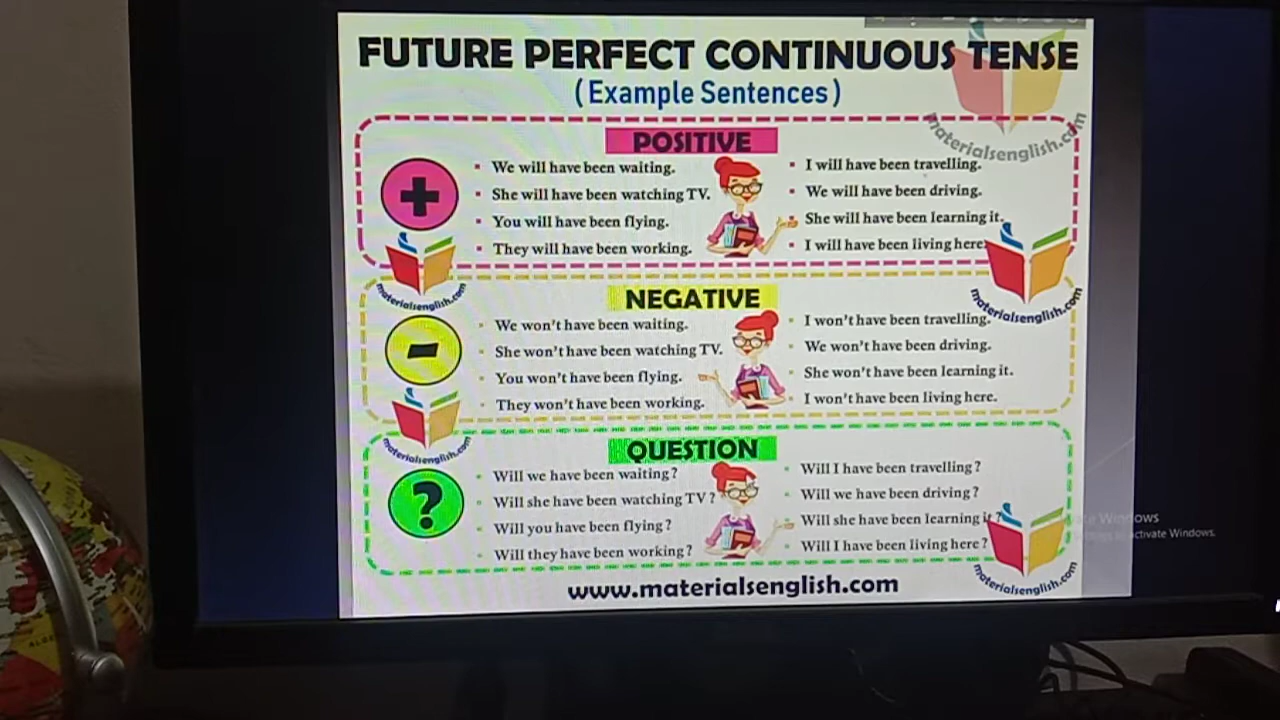 FUTURE PERFECT CONTINUOUS TENSE
(Example Sentences)
materialsenglish.com
POSITIVE
We will have been waiting.
She will have been watching TV.
You will have been flying.
They will have been working.
I will have been travelling.
We will have been driving.
She will have been learning it.
I will have been living here.
materialsenglish.com
materialsenglish.com
NEGATIVE
We won't have been waiting.
She won't have been watching TV.
You won't have been flying.
They won't have been working.
I won't have been travelling.
We won't have been driving.
She won't have been learning it.
I won't have been living here.
materialsenglish.com
QUESTION
?
Will we have been waiting?
Will she have been watching TV?
Will you have been flying?
Will they have been working?
Will I have been travelling?
Will we have been driving?
Will she have been learning it?
Will I have been living here?
materialsenglish.com
www.materialsenglish.com
Windows
activate Windows.